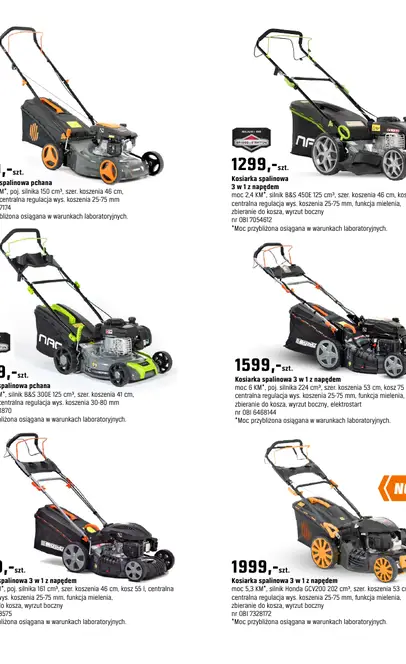 ,-szt.
spalinowa pchana
M*, poj. silnika 150 cm³, szer. koszenia 46 cm,
centralna regulacja wys. koszenia 25-75 mm
7174
bliżona osiągana w warunkach laboratoryjnych.
NAC
1299,-szt.
Kosiarka spalinowa
3 w 1 z napędem
moc 2,4 KM*, silnik B&S 450E 125 cm³, szer. koszenia 46 cm, kos
centralna regulacja wys. koszenia 25-75 mm, funkcja mielenia,
zbieranie do kosza, wyrzut boczny
nr OBI 7054612
*Moc przybliżona osiągana w warunkach laboratoryjnych.
NAC
9,-szt.
spalinowa pchana
M*, silnik B&S 300E 125 cm³, szer. koszenia 41 cm,
centralna regulacja wys. koszenia 30-80 mm
1870
bliżona osiągana w warunkach laboratoryjnych.
1599,-szt.
Kosiarka spalinowa 3 w 1 z napędem
moc 6 KM*, poj. silnika 224 cm³, szer. koszenia 53 cm, kosz 75
centralna regulacja wys. koszenia 25-75 mm, funkcja mielenia,
zbieranie do kosza, wyrzut boczny, elektrostart
nr OBI 6468144
*Moc przybliżona osiągana w warunkach laboratoryjnych.
9,-szt.
spalinowa 3 w 1 z napędem
M*, poj. silnika 161 cm³, szer. koszenia 46 cm, kosz 55 l, centralna
wys. koszenia 25-75 mm, funkcja mielenia,
do kosza, wyrzut boczny
8575
bliżona osiągana w warunkach laboratoryjnych.
1999,-szt.
Kosiarka spalinowa 3 w 1 z napędem
moc 5,3 KM*, silnik Honda GCV200 202 cm³, szer. koszenia 53 cm
centralna regulacja wys. koszenia 25-75 mm, funkcja mielenia,
zbieranie do kosza, wyrzut boczny
nr OBI 7328172
*Moc przybliżona osiągana w warunkach laboratoryjnych.